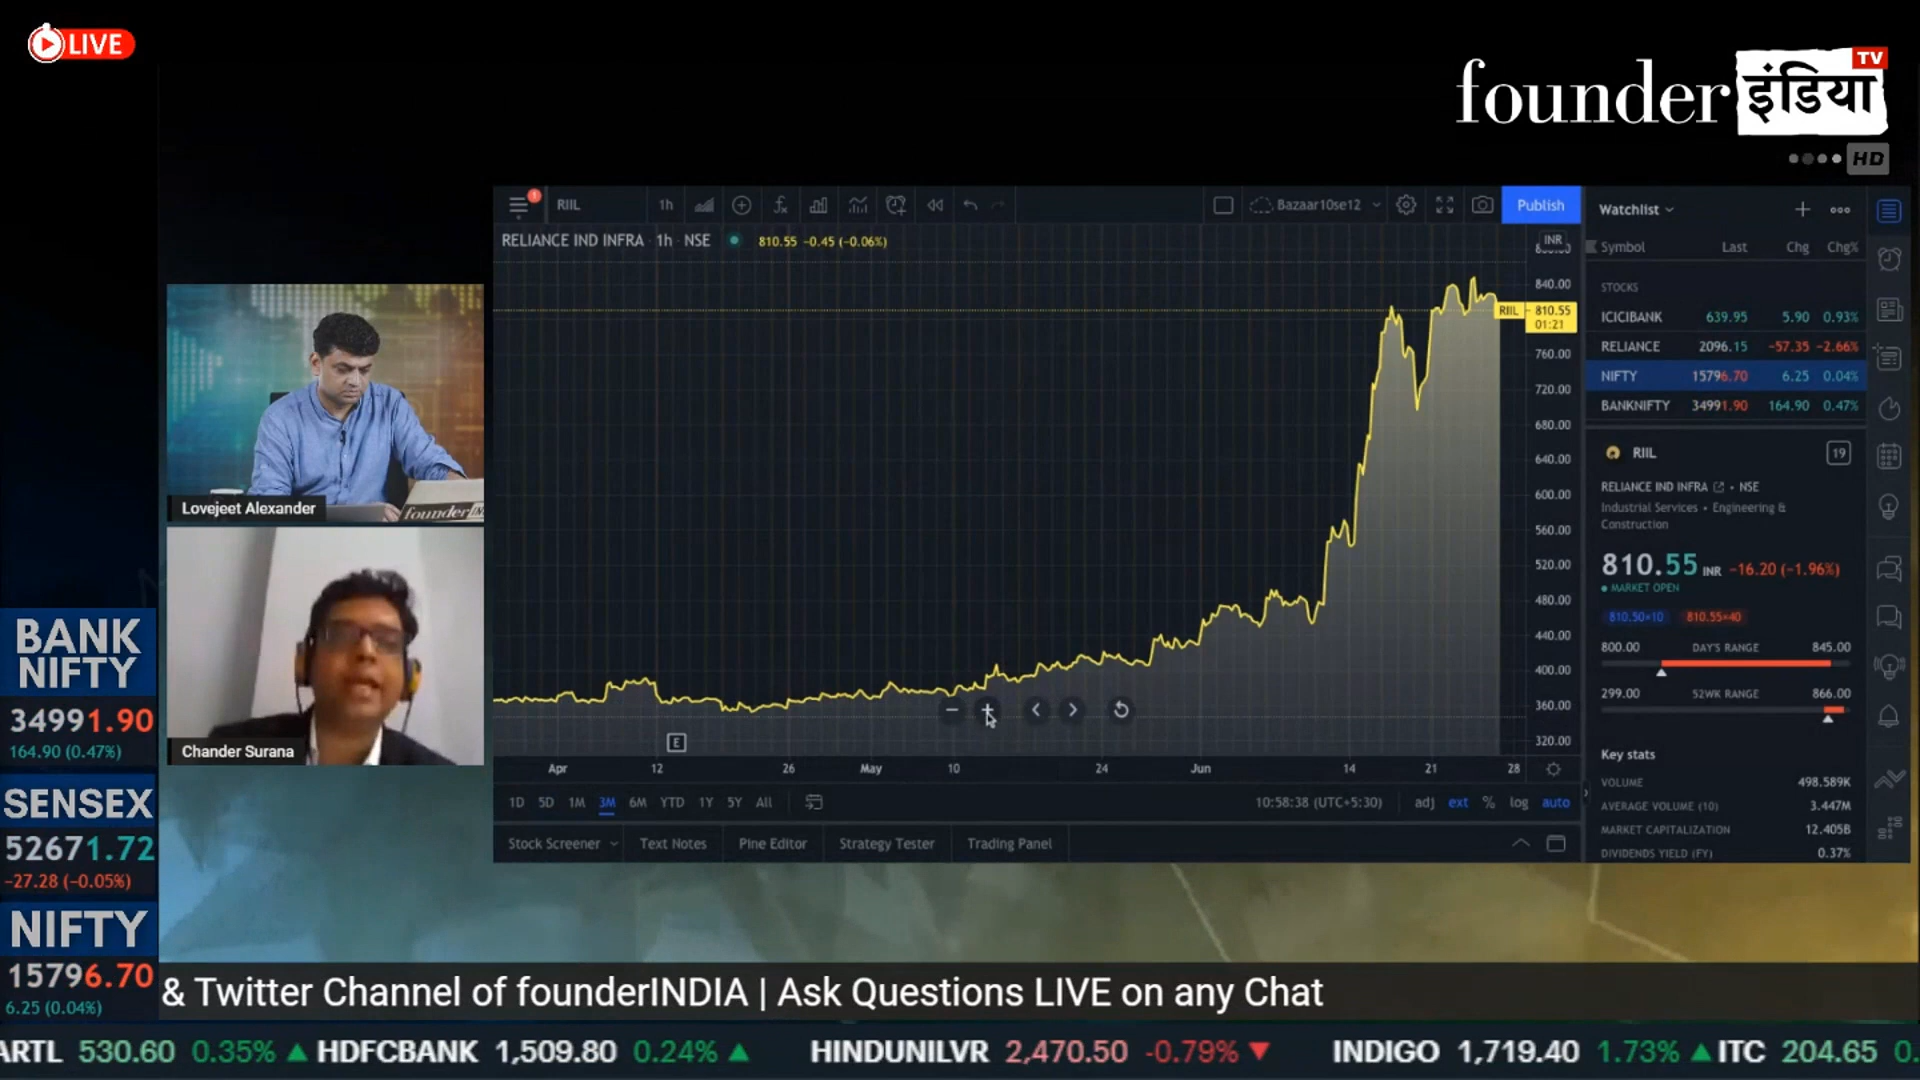 LIVE
founder इंडिया TV
HD
RIIL 1h Bazaar10se12 Publish
RELIANCE IND INFRA · 1h · NSE 810.55 −0.45 (−0.06%)
INR
840.00
RIIL 810.55
01:21
760.00
720.00
680.00
640.00
600.00
560.00
520.00
480.00
440.00
400.00
360.00
320.00
E
Apr 12 26 May 10 24 Jun 14 21 28
1D 5D 1M 3M 6M YTD 1Y 5Y All 10:58:38 (UTC+5:30) adj ext % log auto
Stock Screener Text Notes Pine Editor Strategy Tester Trading Panel
Watchlist
Symbol Last Chg Chg%
STOCKS
ICICIBANK 639.95 5.90 0.93%
RELIANCE 2096.15 −57.35 −2.66%
NIFTY 15796.70 6.25 0.04%
BANKNIFTY 34991.90 164.90 0.47%
RIIL 19
RELIANCE IND INFRA • NSE
Industrial Services • Engineering &
Construction
810.55 INR −16.20 (−1.96%)
MARKET OPEN
810.50×10 810.55×40
800.00 DAY'S RANGE 845.00
299.00 52WK RANGE 866.00
Key stats
VOLUME 498.589K
AVERAGE VOLUME (10) 3.447M
MARKET CAPITALIZATION 12.405B
DIVIDENDS YIELD (FY) 0.37%
Lovejeet Alexander
founder
Chander Surana
BANK
NIFTY
34991.90
164.90 (0.47%)
SENSEX
52671.72
−27.28 (−0.05%)
NIFTY
15796.70
6.25 (0.04%)
& Twitter Channel of founderINDIA | Ask Questions LIVE on any Chat
ARTL 530.60 0.35% ▲ HDFCBANK 1,509.80 0.24% ▲ HINDUNILVR 2,470.50 -0.79% ▼ INDIGO 1,719.40 1.73% ▲ ITC 204.65 0.